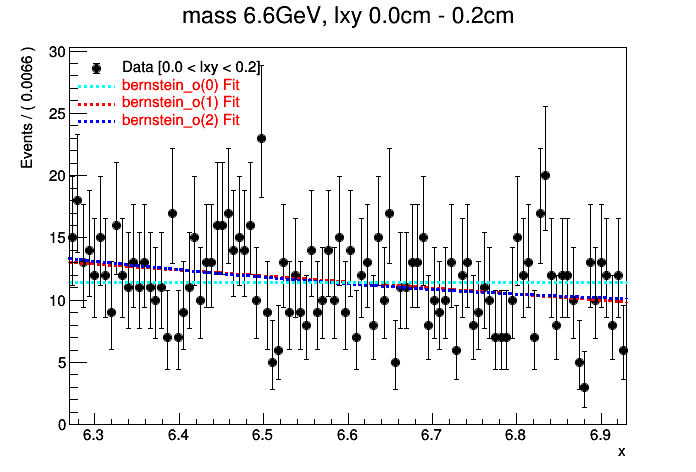 mass 6.6GeV, lxy 0.0cm - 0.2cm
Events / ( 0.0066 )
Data [0.0 < lxy < 0.2]
bernstein_o(0) Fit
bernstein_o(1) Fit
bernstein_o(2) Fit
30
25
20
15
10
5
0
6.3 6.4 6.5 6.6 6.7 6.8 6.9
x